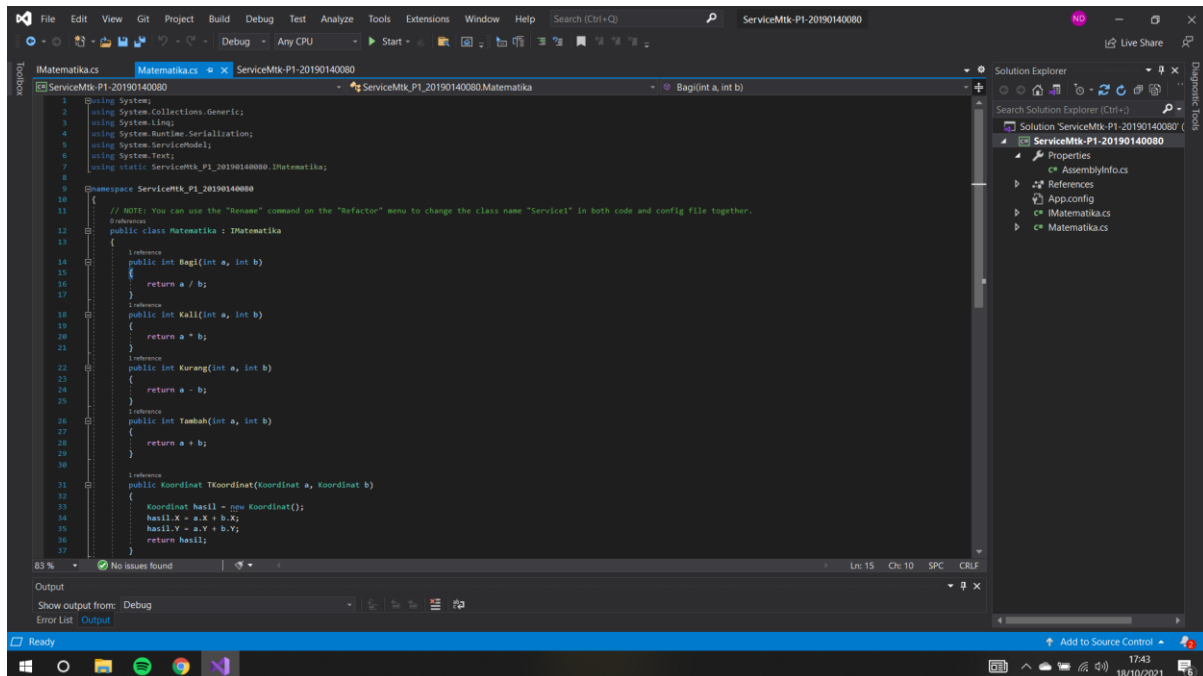 File Edit View Git Project Build Debug Test Analyze Tools Extensions Window Help Search (Ctrl+Q) ServiceMtk-P1-20190140080 ND
Debug Any CPU Start Live Share
Toolbox
IMatematika.cs Matematika.cs ServiceMtk-P1-20190140080
ServiceMtk-P1-20190140080 ServiceMtk_P1_20190140080.Matematika Bagi(int a, int b)
1 using System;
2 using System.Collections.Generic;
3 using System.Linq;
4 using System.Runtime.Serialization;
5 using System.ServiceModel;
6 using System.Text;
7 using static ServiceMtk_P1_20190140080.IMatematika;
8
9 namespace ServiceMtk_P1_20190140080
10 {
11 // NOTE: You can use the "Rename" command on the "Refactor" menu to change the class name "Service1" in both code and config file together.
0 references
12 public class Matematika : IMatematika
13 {
1 reference
14 public int Bagi(int a, int b)
15 {
16 return a / b;
17 }
1 reference
18 public int Kali(int a, int b)
19 {
20 return a * b;
21 }
1 reference
22 public int Kurang(int a, int b)
23 {
24 return a - b;
25 }
1 reference
26 public int Tambah(int a, int b)
27 {
28 return a + b;
29 }
30
1 reference
31 public Koordinat TKoordinat(Koordinat a, Koordinat b)
32 {
33 Koordinat hasil = new Koordinat();
34 hasil.X = a.X + b.X;
35 hasil.Y = a.Y + b.Y;
36 return hasil;
37 }
83 % No issues found Ln: 15 Ch: 10 SPC CRLF
Output
Show output from: Debug
Error List Output
Solution Explorer
Search Solution Explorer (Ctrl+;)
Solution 'ServiceMtk-P1-20190140080' (
ServiceMtk-P1-20190140080
Properties
C# AssemblyInfo.cs
References
App.config
C# IMatematika.cs
C# Matematika.cs
Diagnostic Tools
Ready Add to Source Control 2
17:43
18/10/2021
6